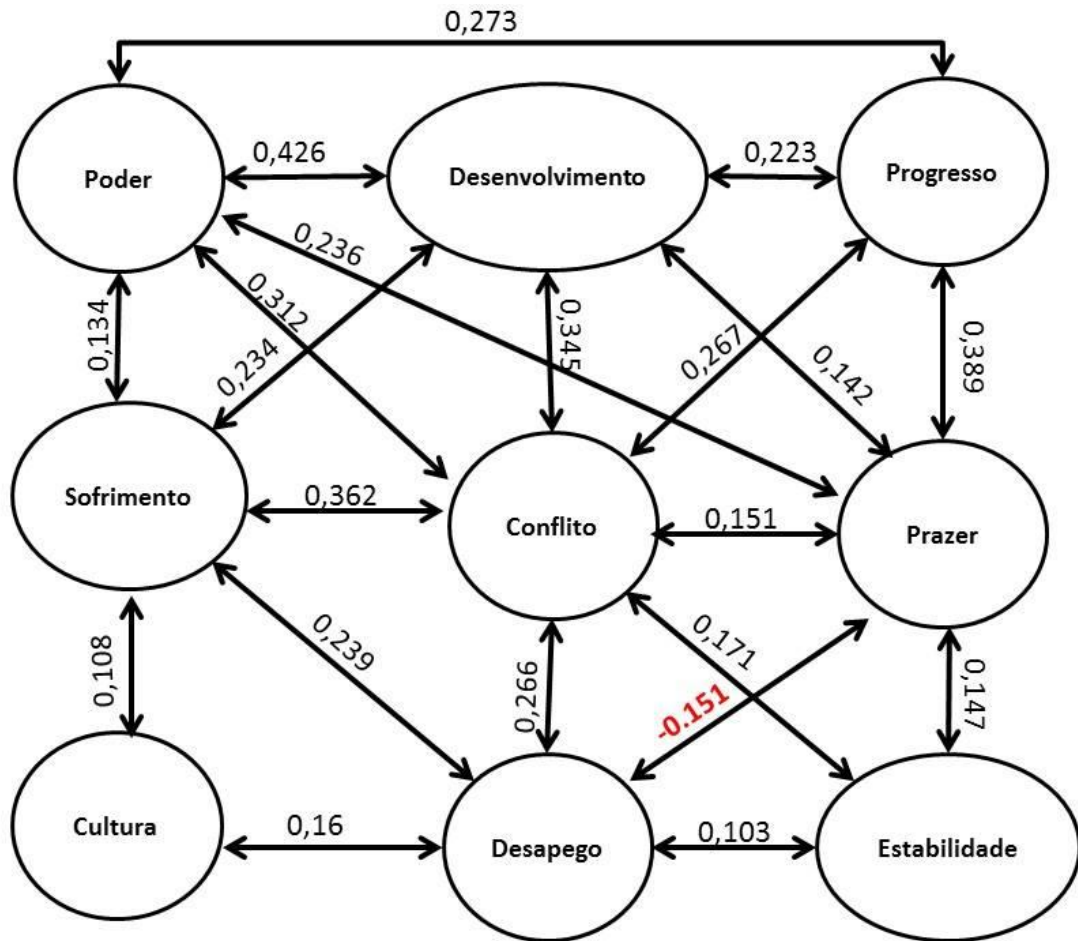 0,273
Poder
0,426
Desenvolvimento
0,223
Progresso
0,236
0,312
0,134
0,234
0,345
0,267
0,142
0,389
Sofrimento
0,362
Conflito
0,151
Prazer
0,108
0,239
0,266
-0.151
0,171
0,147
Cultura
0,16
Desapego
0,103
Estabilidade